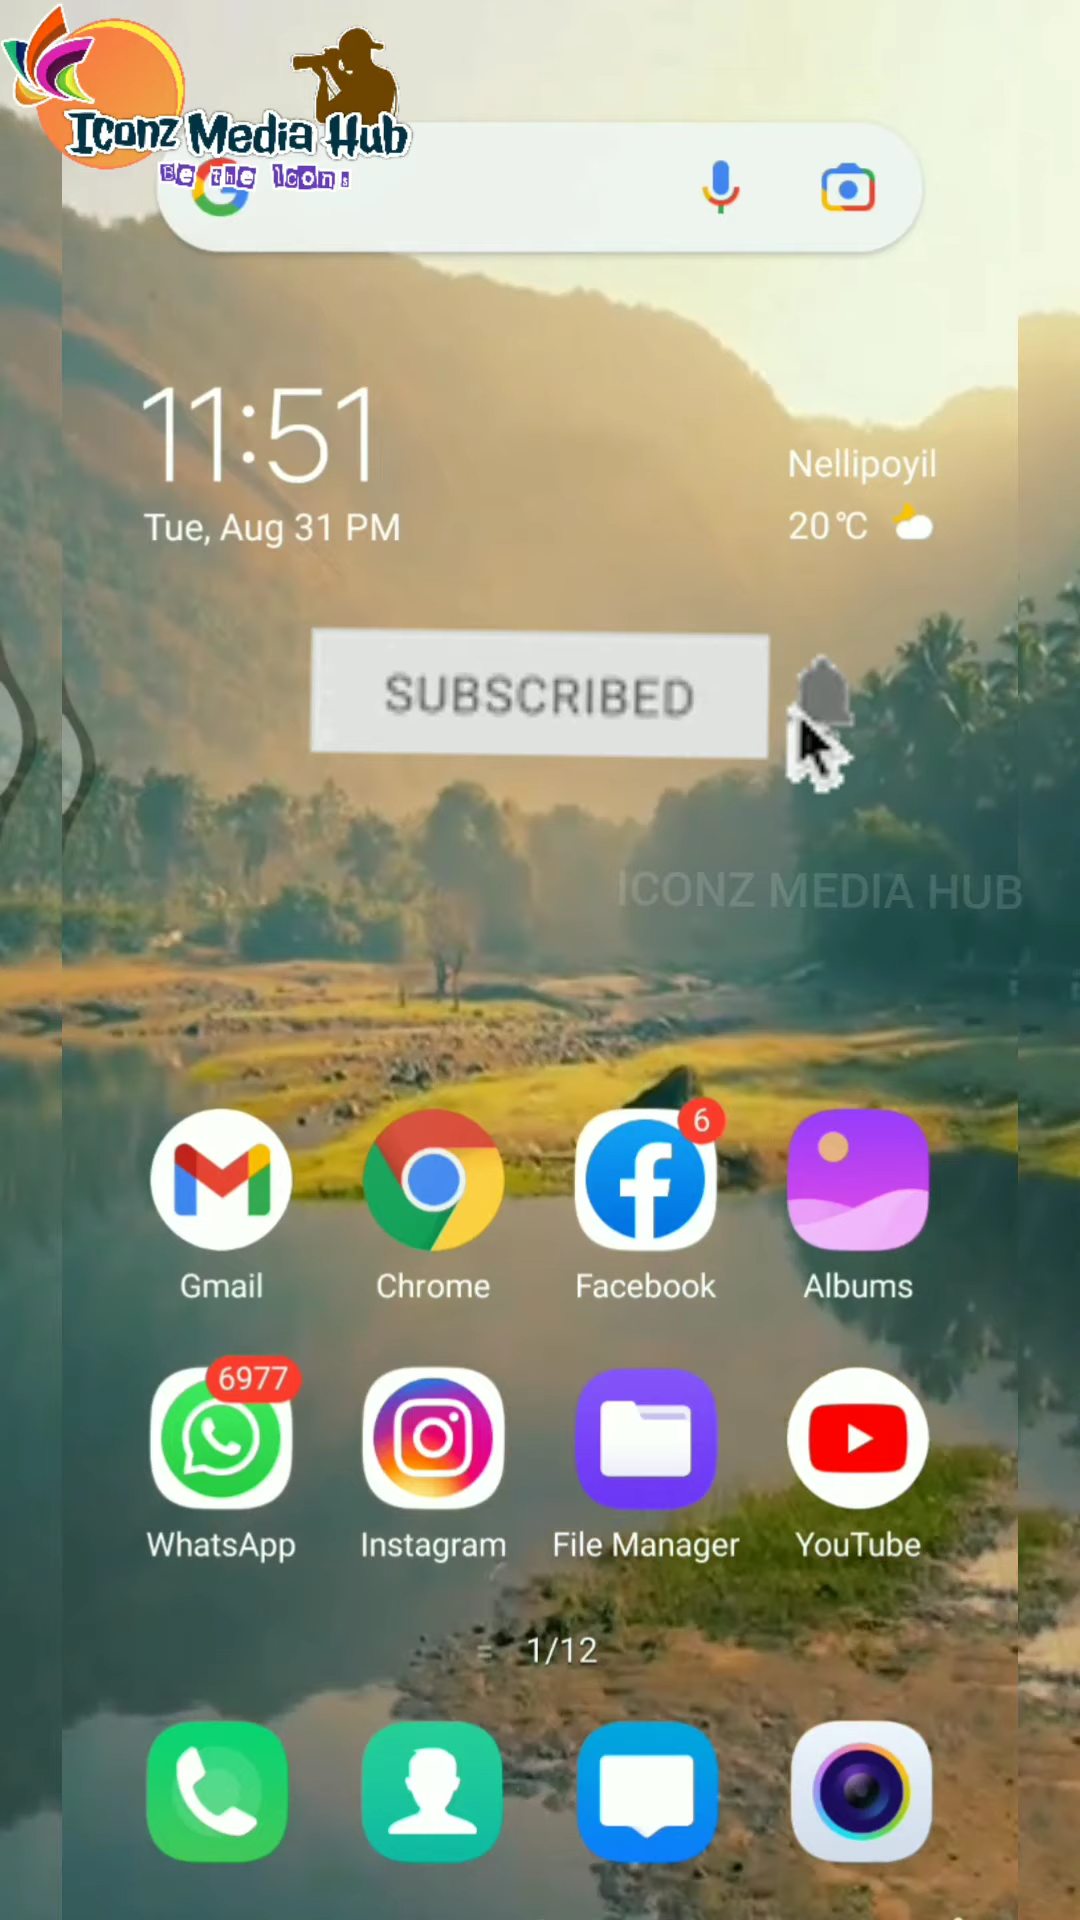 Iconz Media Hub
Be the Icons
11:51
Tue, Aug 31 PM
Nellipoyil
20°C
SUBSCRIBED
ICONZ MEDIA HUB
6
Gmail
Chrome
Facebook
Albums
6977
WhatsApp
Instagram
File Manager
YouTube
1/12